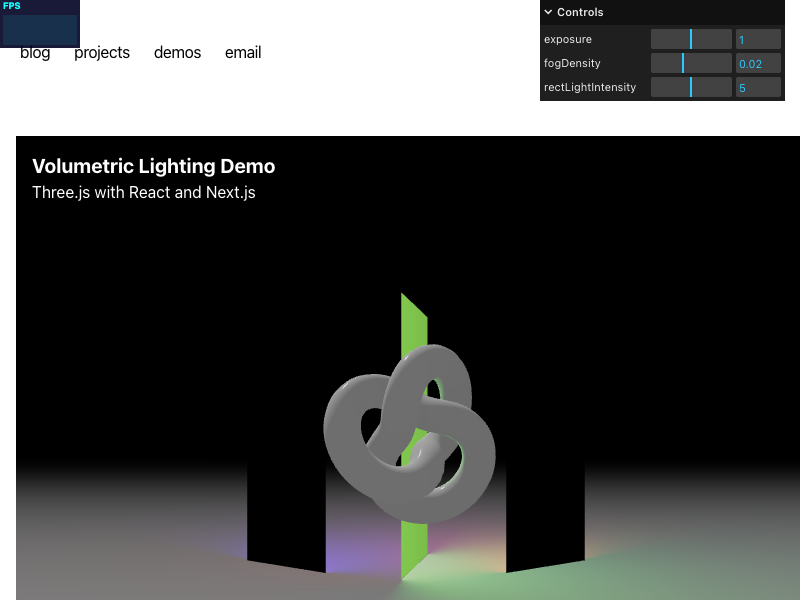 FPS
blog projects demos email
Controls
exposure 1
fogDensity 0.02
rectLightIntensity 5
Volumetric Lighting Demo
Three.js with React and Next.js